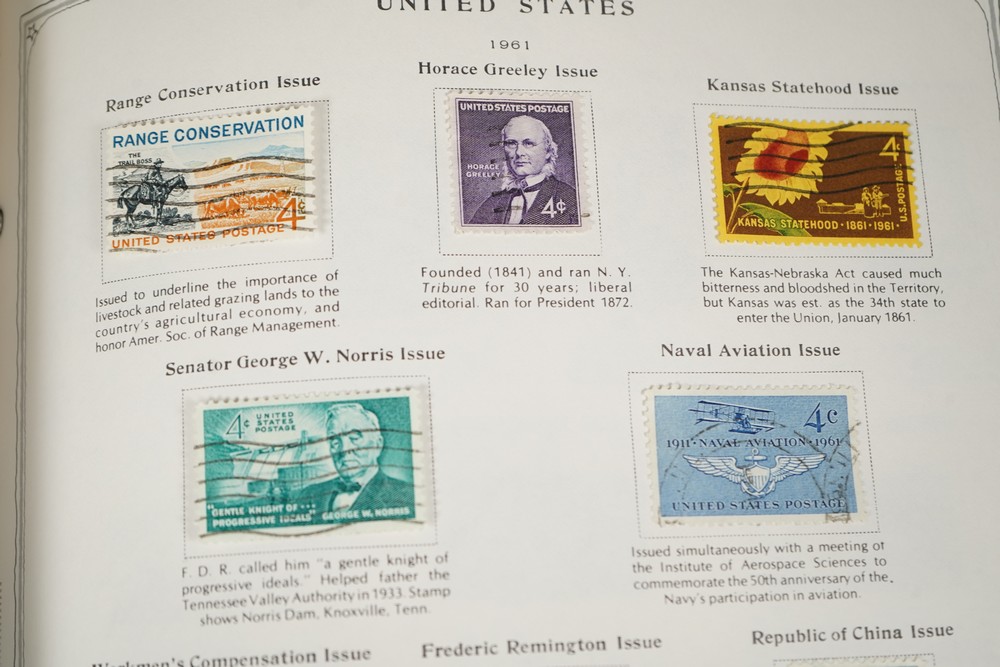 UNITED STATES
1961
Range Conservation Issue
RANGE CONSERVATION
THE
TRAIL BOSS
4¢
UNITED STATES POSTAGE
Issued to underline the importance of
livestock and related grazing lands to the
country's agricultural economy, and
honor Amer. Soc. of Range Management.
Horace Greeley Issue
UNITED STATES POSTAGE
HORACE
GREELEY
4¢
Founded (1841) and ran N. Y.
Tribune for 30 years; liberal
editorial. Ran for President 1872.
Kansas Statehood Issue
4¢
U.S. POSTAGE
KANSAS STATEHOOD · 1861 · 1961 ·
The Kansas-Nebraska Act caused much
bitterness and bloodshed in the Territory,
but Kansas was est. as the 34th state to
enter the Union, January 1861.
Senator George W. Norris Issue
4¢
UNITED
STATES
POSTAGE
"GENTLE KNIGHT OF ...
PROGRESSIVE IDEALS" GEORGE W. NORRIS
F. D. R. called him "a gentle knight of
progressive ideals." Helped father the
Tennessee Valley Authority in 1933. Stamp
shows Norris Dam, Knoxville, Tenn.
Naval Aviation Issue
4c
1911 · NAVAL AVIATION · 1961
UNITED STATES POSTAGE
Issued simultaneously with a meeting of
the Institute of Aerospace Sciences to
commemorate the 50th anniversary of the
Navy's participation in aviation.
Workmen's Compensation Issue
Frederic Remington Issue
Republic of China Issue